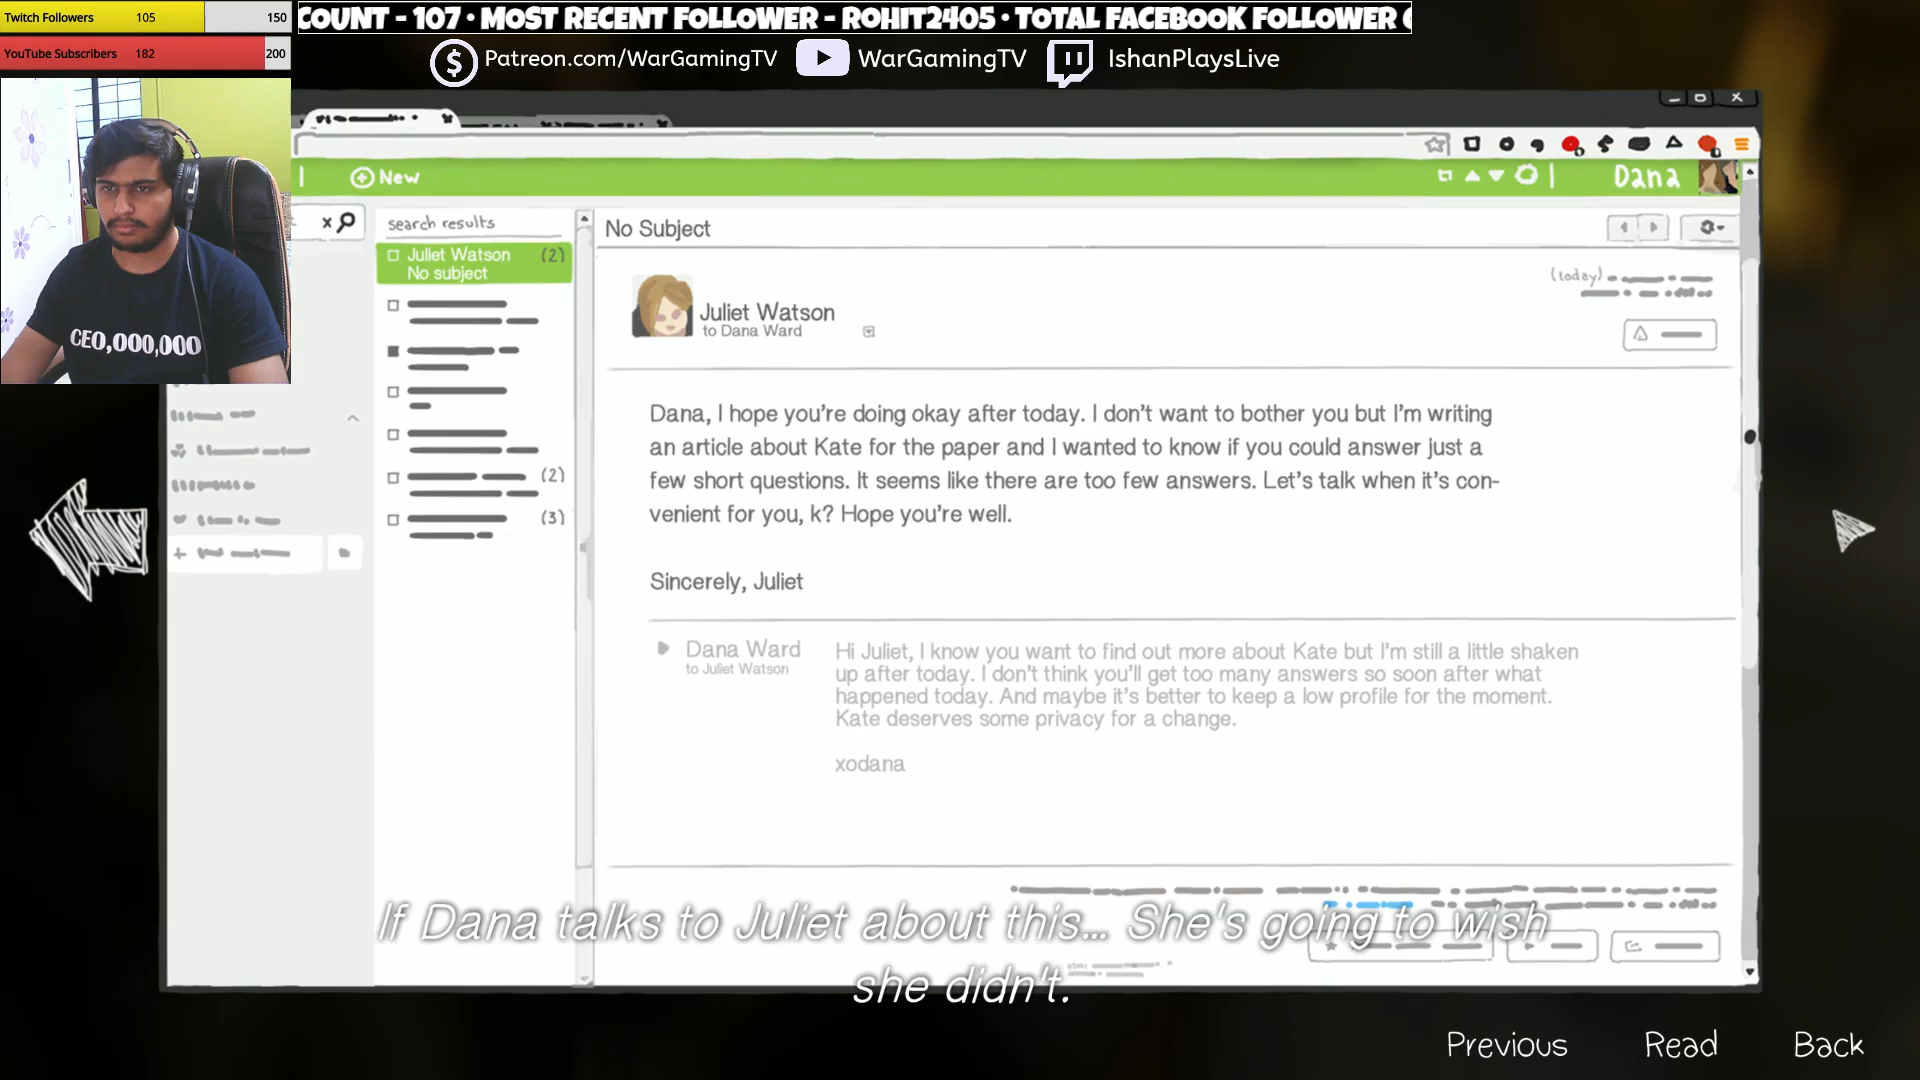 Twitch Followers 105 150
COUNT - 107 • MOST RECENT FOLLOWER - ROHIT2405 • TOTAL FACEBOOK FOLLOWER
YouTube Subscribers 182 200
Patreon.com/WarGamingTV WarGamingTV IshanPlaysLive
New
Dana
search results
Juliet Watson (2)
No subject
(2)
(3)
No Subject
(today)
Juliet Watson
to Dana Ward
CEO,000,000
Dana, I hope you're doing okay after today. I don't want to bother you but I'm writing
an article about Kate for the paper and I wanted to know if you could answer just a
few short questions. It seems like there are too few answers. Let's talk when it's con-
venient for you, k? Hope you're well.
Sincerely, Juliet
Dana Ward
to Juliet Watson
Hi Juliet, I know you want to find out more about Kate but I'm still a little shaken
up after today. I don't think you'll get too many answers so soon after what
happened today. And maybe it's better to keep a low profile for the moment.
Kate deserves some privacy for a change.
xodana
If Dana talks to Juliet about this... She's going to wish
she didn't.
Previous Read Back